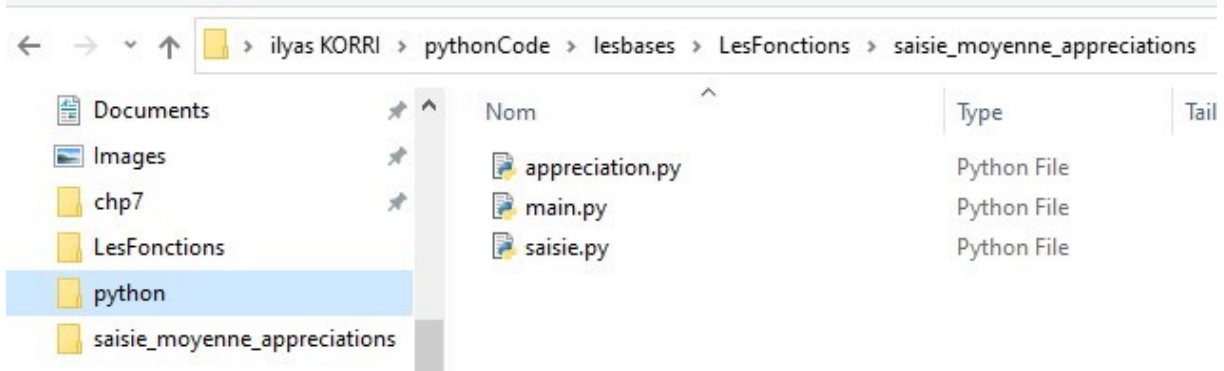 ilyas KORRI > pythonCode > lesbases > LesFonctions > saisie_moyenne_appreciations
Documents
Images
chp7
LesFonctions
python
saisie_moyenne_appreciations
Nom Type Tail
appreciation.py Python File
main.py Python File
saisie.py Python File